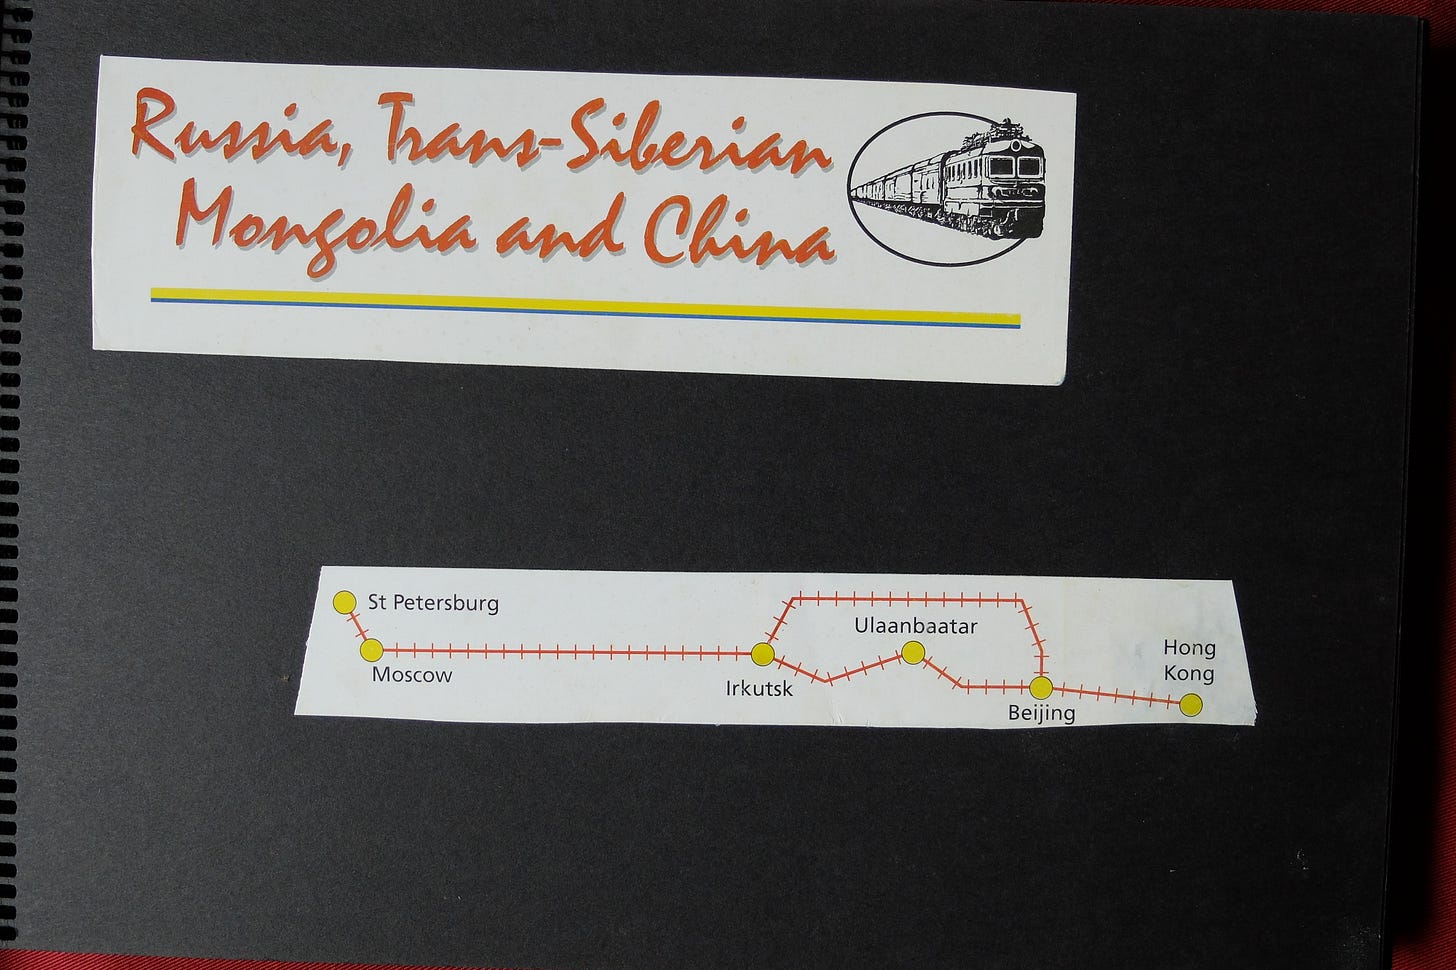 Russia, Trans-Siberian
Mongolia and China
St Petersburg
Moscow
Irkutsk
Ulaanbaatar
Beijing
Hong
Kong